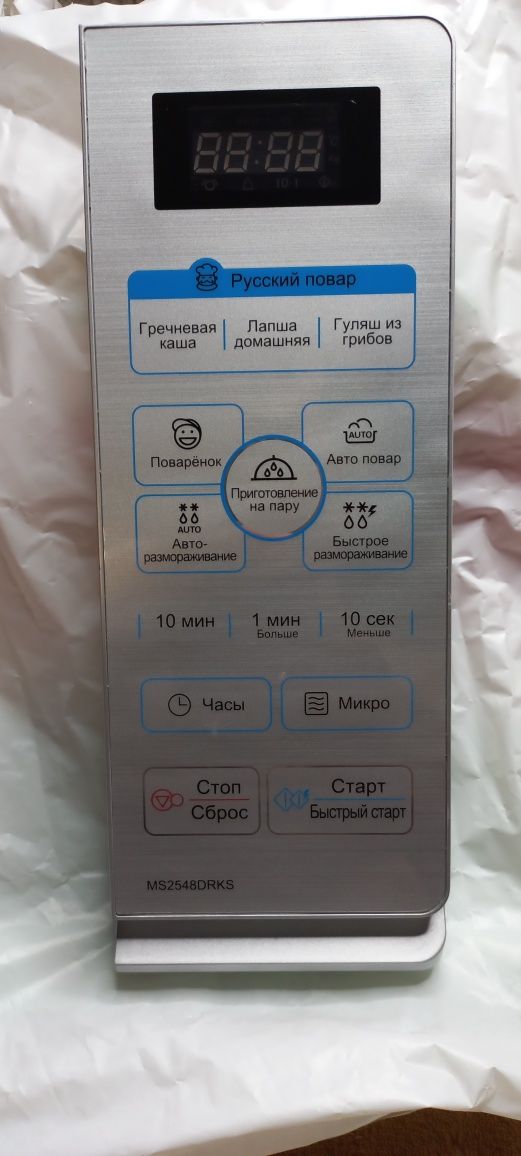 88:88
Русский повар
Гречневая
каша
Лапша
домашняя
Гуляш из
грибов
Поварёнок
AUTO
Авто повар
Приготовление
на пару
AUTO
Авто-
размораживание
Быстрое
размораживание
10 мин
1 мин
Больше
10 сек
Меньше
Часы
Микро
Стоп
Сброс
Старт
Быстрый старт
MS2548DRKS